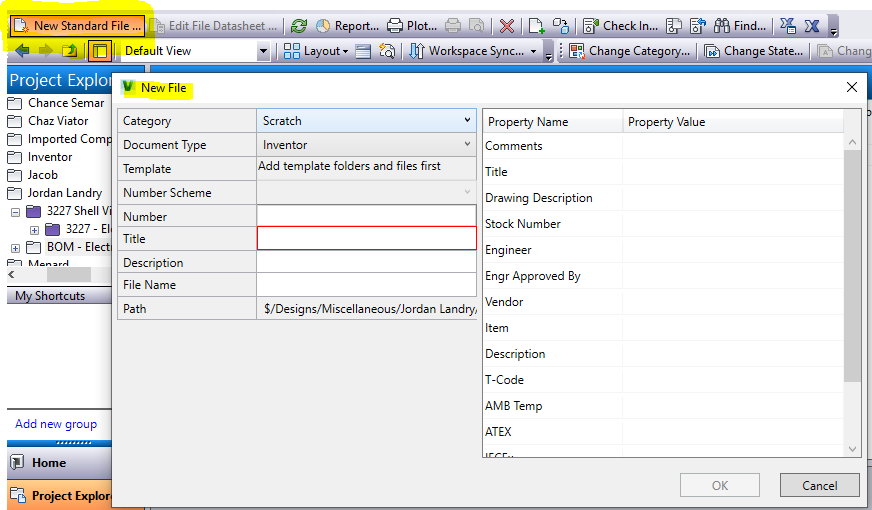 New Standard File ... Edit File Datasheet ... Report... Plot... Check In... Find...
Default View Layout Workspace Sync... Change Category... Change State... Chang
Project Explo
Chance Semar
Chaz Viator
Imported Comp
Inventor
Jacob
Jordan Landry
3227 Shell Vi
3227 - El
BOM - Elect
Menard
My Shortcuts
Add new group
Home
Project Explore
New File
Category Scratch
Document Type Inventor
Template Add template folders and files first
Number Scheme
Number
Title
Description
File Name
Path $/Designs/Miscellaneous/Jordan Landry/
Property Name Property Value
Comments
Title
Drawing Description
Stock Number
Engineer
Engr Approved By
Vendor
Item
Description
T-Code
AMB Temp
ATEX
IECEx
OK Cancel